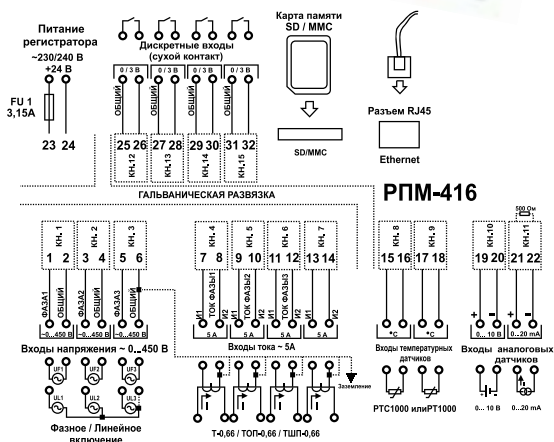 Питание
регистратора
~230/240 В
+24 В
FU 1
3,15А
23 24
Дискретные входы
(сухой контакт)
0 / 3 В 0 / 3 В 0 / 3 В 0 / 3 В
ОБЩИЙ ОБЩИЙ ОБЩИЙ ОБЩИЙ
25 26 27 28 29 30 31 32
КН.12 КН.13 КН.14 КН.15
Карта памяти
SD / MMC
SD/MMC
Разъем RJ45
Ethernet
ГАЛЬВАНИЧЕСКАЯ РАЗВЯЗКА
РПМ-416
КН. 1 КН. 2 КН. 3 КН. 4 КН. 5 КН. 6 КН. 7 КН. 8 КН. 9 КН.10 КН.11
500 Ом
1 2 3 4 5 6 7 8 9 10 11 12 13 14 15 16 17 18 19 20 21 22
ФАЗА1 ОБЩИЙ ФАЗА2 ОБЩИЙ ФАЗА3 ОБЩИЙ
И1 ТОК ФАЗЫ1 И2 И1 ТОК ФАЗЫ2 И2 И1 ТОК ФАЗЫ3 И2 И1 И2
+ - + -
~0...450 В ~0...450 В ~0...450 В 5 А 5 А 5 А 5 А °С °С 0... 10 В 0...20 mA
Входы напряжения ~ 0...450 В
Входы тока ~ 5А
Входы температурных
датчиков
Входы аналоговых
датчиков
Заземление
UF1 UF2 UF3
UL1 UL2 UL3
Фазное / Линейное
включение
Т-0,66 / ТОП-0,66 / ТШП-0,66
РТС1000 илиРТ1000
0... 10 В 0...20 mA